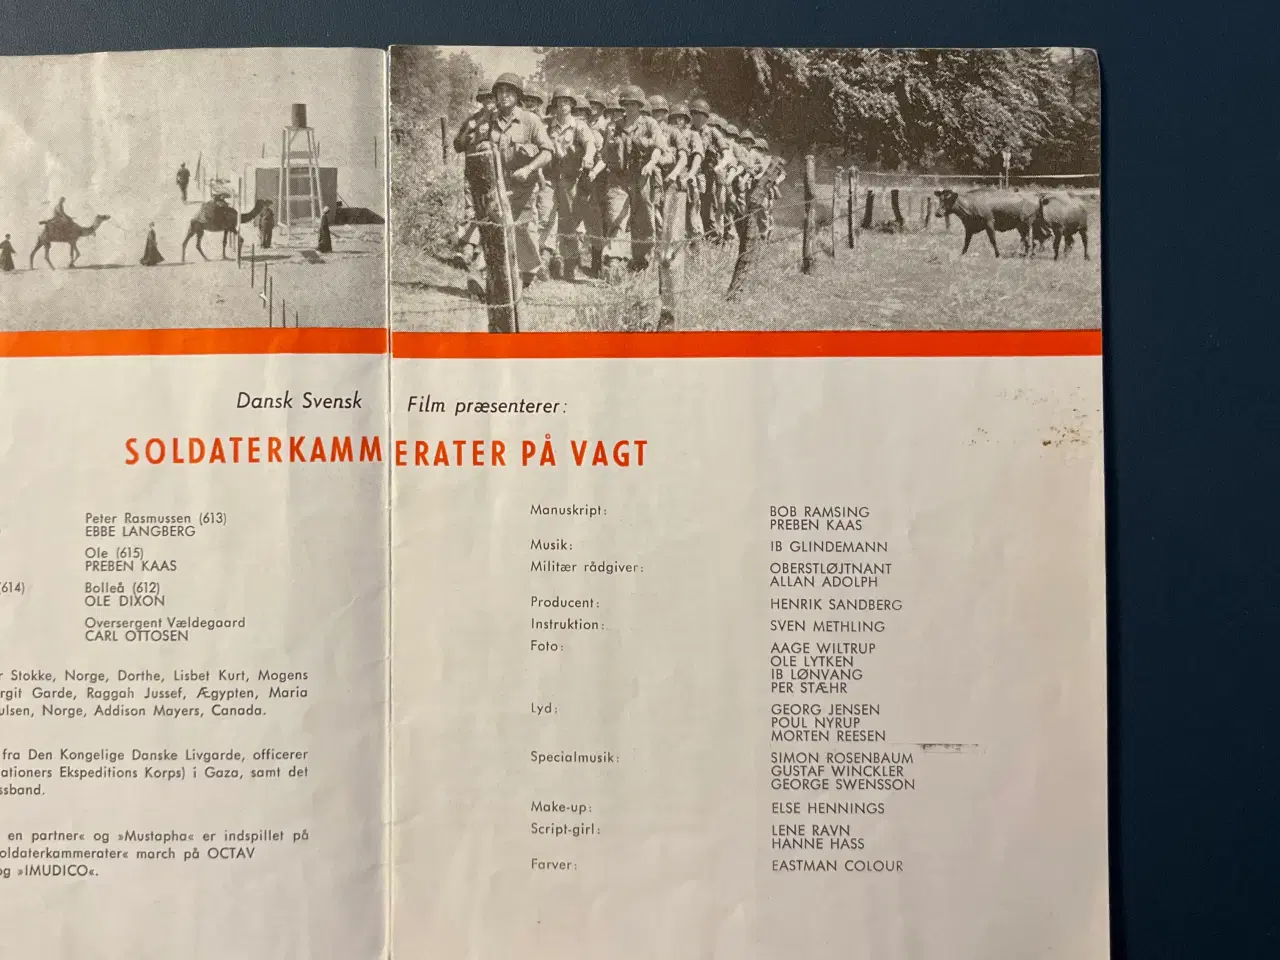 Dansk Svensk Film præsenterer:
SOLDATERKAMMERATER PÅ VAGT
Peter Rasmussen (613)
EBBE LANGBERG
Ole (615)
PREBEN KAAS
614)
Bolleå (612)
OLE DIXON
Oversergent Vældegaard
CARL OTTOSEN
r Stokke, Norge, Dorthe, Lisbet Kurt, Mogens
rgit Garde, Raggah Jussef, Ægypten, Maria
ulsen, Norge, Addison Mayers, Canada.
fra Den Kongelige Danske Livgarde, officerer
ationers Ekspeditions Korps) i Gaza, samt det
ssband.
en partner« og »Mustapha« er indspillet på
oldaterkammerater« march på OCTAV
og »IMUDICO«.
Manuskript: BOB RAMSING
PREBEN KAAS
Musik: IB GLINDEMANN
Militær rådgiver: OBERSTLØJTNANT
ALLAN ADOLPH
Producent: HENRIK SANDBERG
Instruktion: SVEN METHLING
Foto: AAGE WILTRUP
OLE LYTKEN
IB LØNVANG
PER STÆHR
Lyd: GEORG JENSEN
POUL NYRUP
MORTEN REESEN
Specialmusik: SIMON ROSENBAUM
GUSTAF WINCKLER
GEORGE SWENSSON
Make-up: ELSE HENNINGS
Script-girl: LENE RAVN
HANNE HASS
Farver: EASTMAN COLOUR